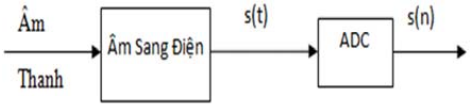 Âm
Thanh
Âm Sang Điện
s(t)
ADC
s(n)